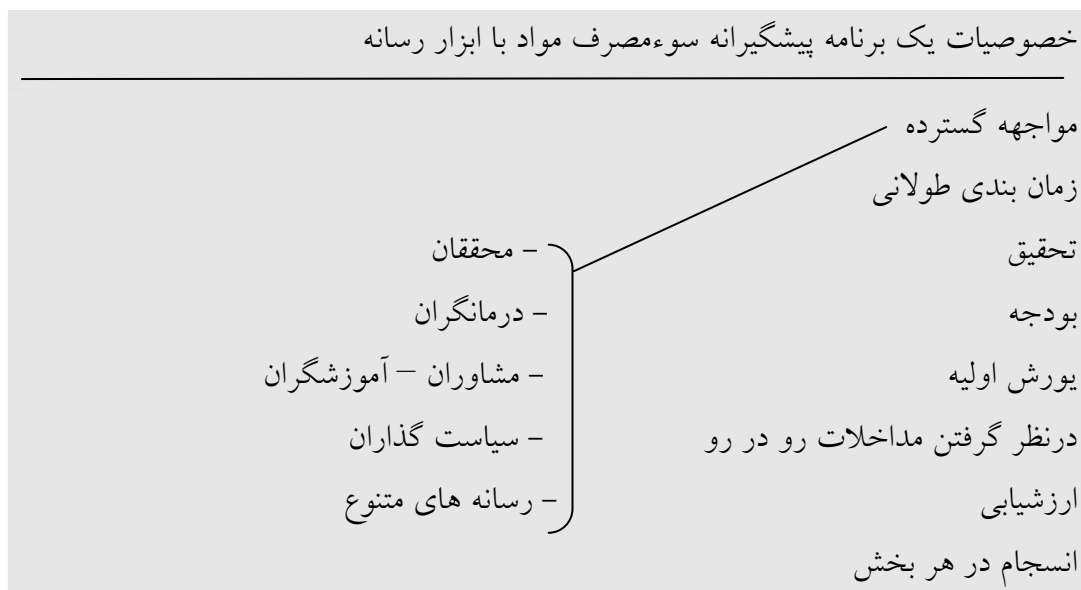 خصوصیات یک برنامه پیشگیرانه سوءمصرف مواد با ابزار رسانه
مواجهه گسترده
زمان بندی طولانی
تحقیق
بودجه
یورش اولیه
درنظر گرفتن مداخلات رو در رو
ارزشیابی
انسجام در هر بخش
– محققان
– درمانگران
– مشاوران – آموزشگران
– سیاست گذاران
– رسانه های متنوع